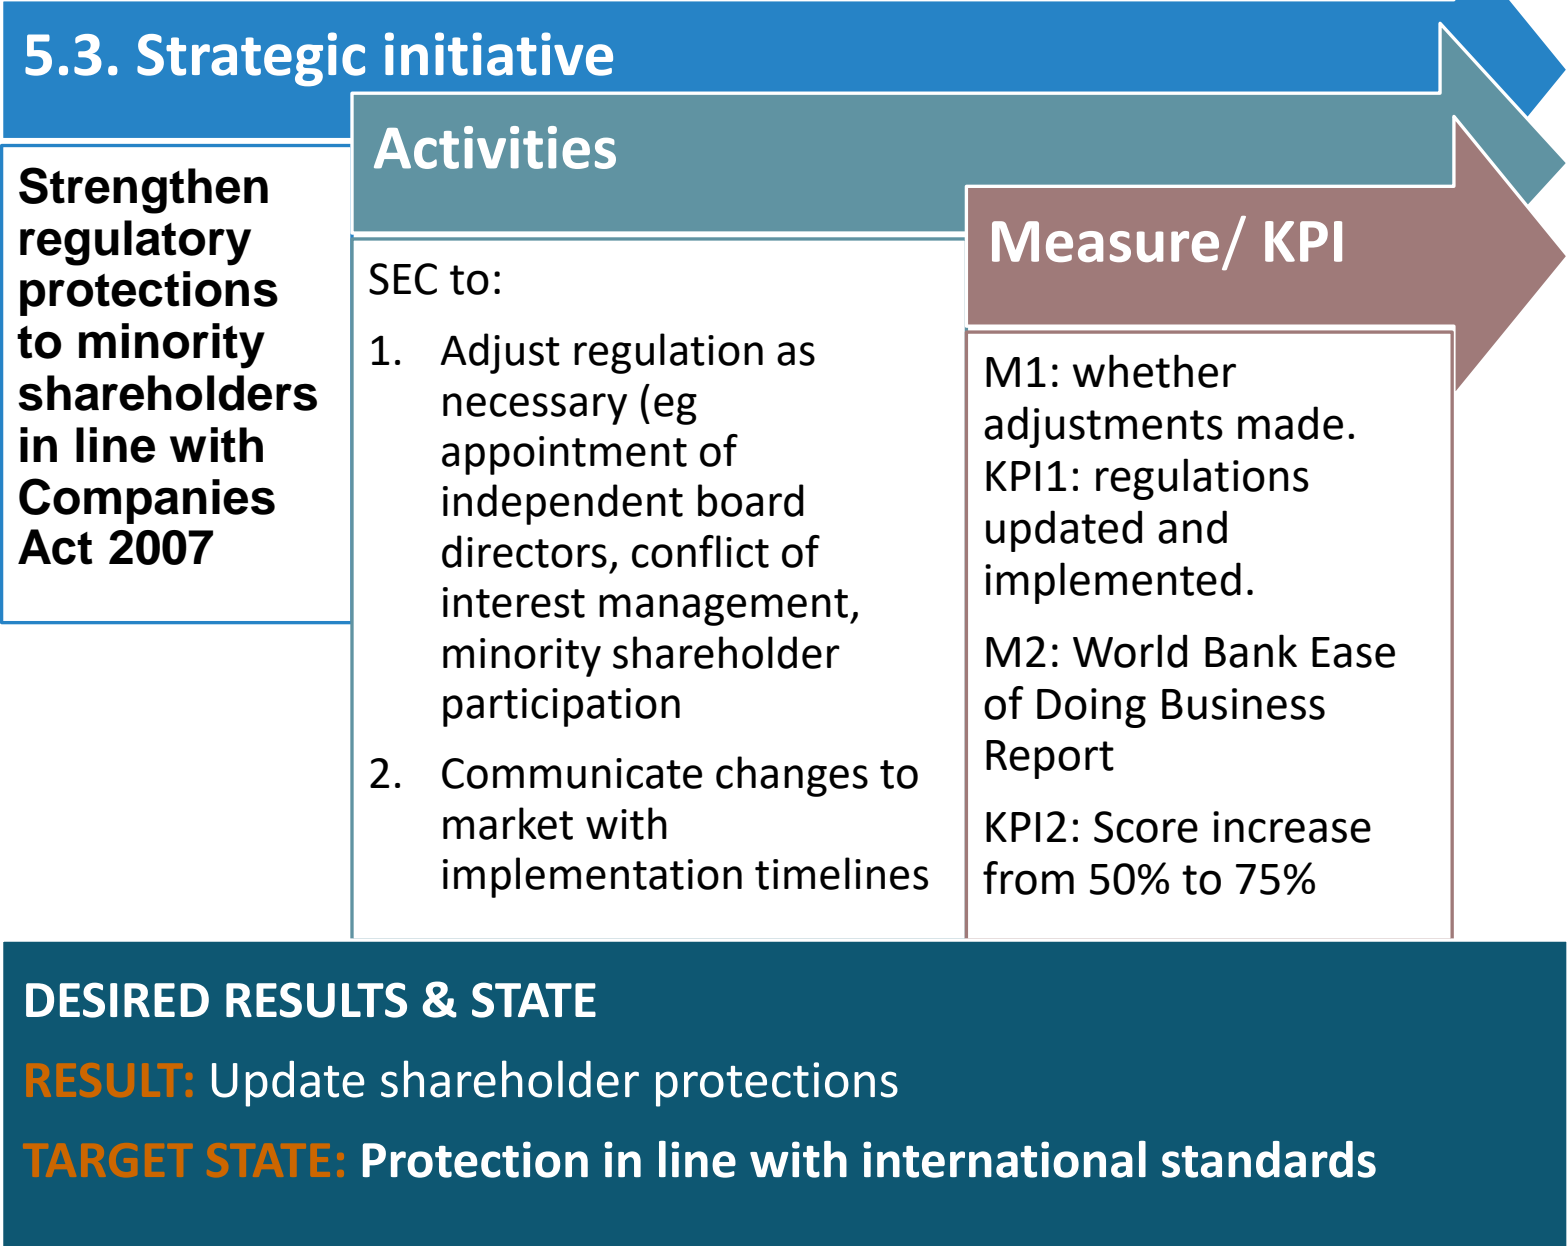 5.3. Strategic initiative
Strengthen
regulatory
protections
to minority
shareholders
in line with
Companies
Act 2007
Activities
SEC to:
1. Adjust regulation as
necessary (eg
appointment of
independent board
directors, conflict of
interest management,
minority shareholder
participation
2. Communicate changes to
market with
implementation timelines
Measure/ KPI
M1: whether
adjustments made.
KPI1: regulations
updated and
implemented.
M2: World Bank Ease
of Doing Business
Report
KPI2: Score increase
from 50% to 75%
DESIRED RESULTS & STATE
RESULT: Update shareholder protections
TARGET STATE: Protection in line with international standards